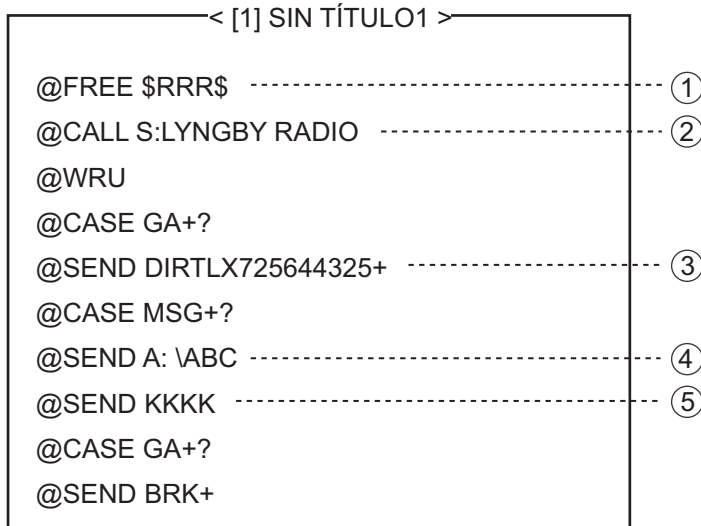 < [1] SIN TÍTULO1 >
@FREE $RRR$ ①
@CALL S:LYNGBY RADIO ②
@WRU
@CASE GA+?
@SEND DIRTLX725644325+ ③
@CASE MSG+?
@SEND A: \ABC ④
@SEND KKKK ⑤
@CASE GA+?
@SEND BRK+